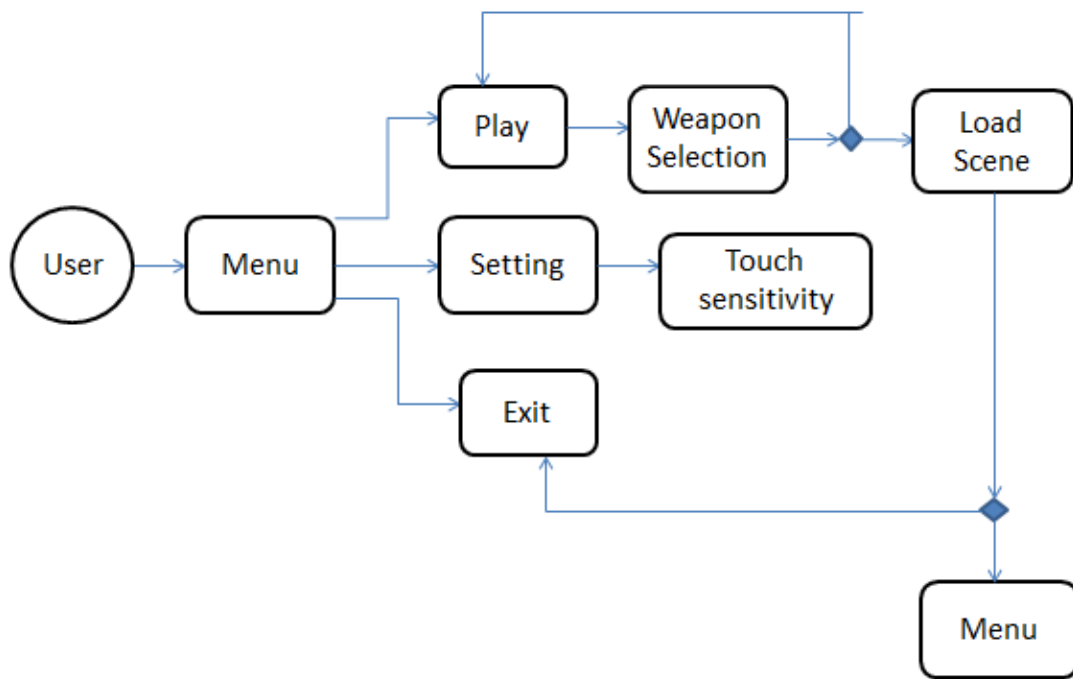 Play
Weapon
Selection
Load
Scene
User
Menu
Setting
Touch
sensitivity
Exit
Menu